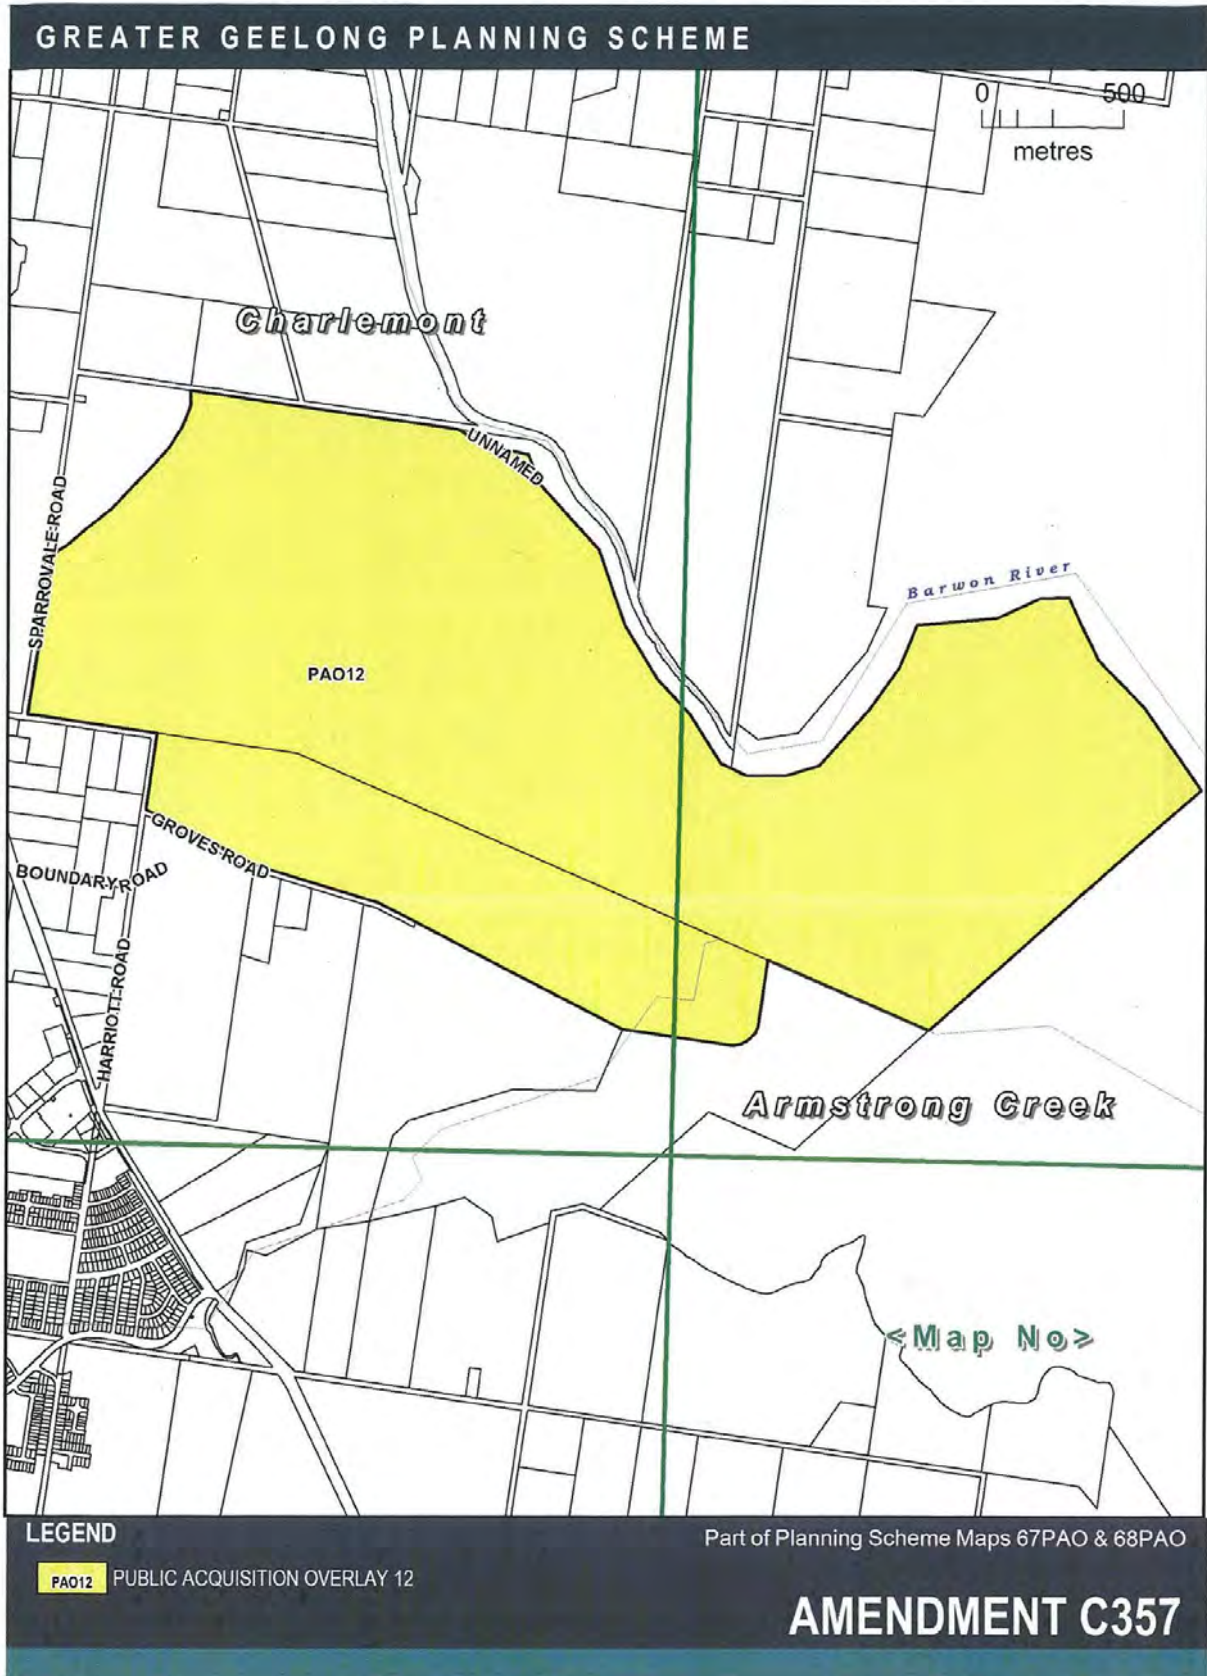 GREATER GEELONG PLANNING SCHEME
0 500
metres
Charlemont
UNNAMED
SPARROVALE ROAD
Barwon River
PAO12
GROVES ROAD
BOUNDARY ROAD
HARRIOTT ROAD
Armstrong Creek
<Map No>
LEGEND
Part of Planning Scheme Maps 67PAO & 68PAO
PAO12 PUBLIC ACQUISITION OVERLAY 12
AMENDMENT C357